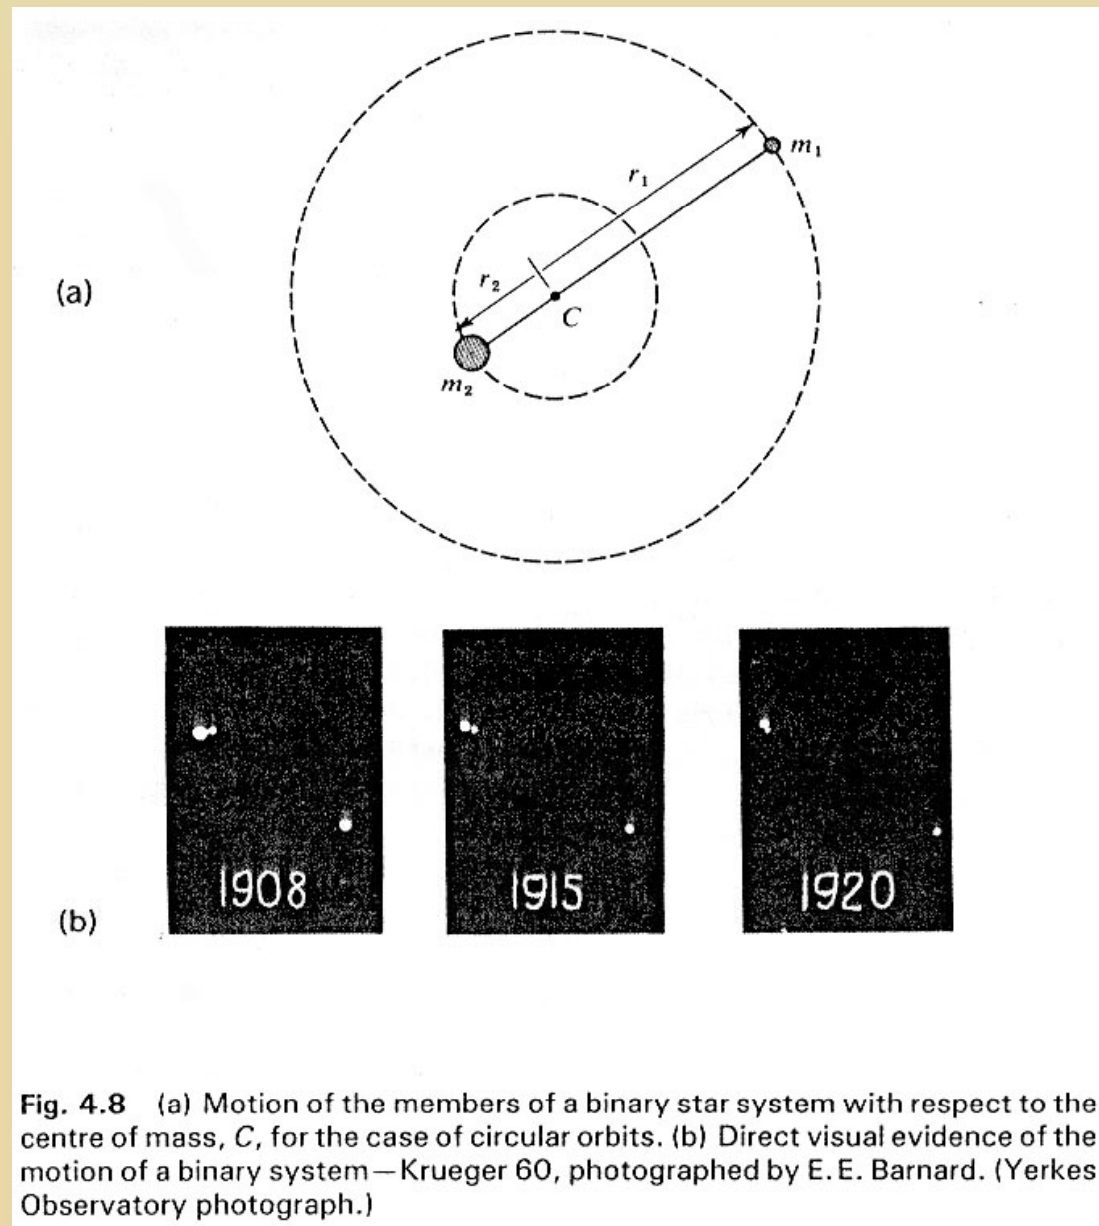 m₁
r₁
r₂
(a)
C
m₂
1908 1915 1920
(b)
Fig. 4.8 (a) Motion of the members of a binary star system with respect to the
centre of mass, C, for the case of circular orbits. (b) Direct visual evidence of the
motion of a binary system—Krueger 60, photographed by E. E. Barnard. (Yerkes
Observatory photograph.)